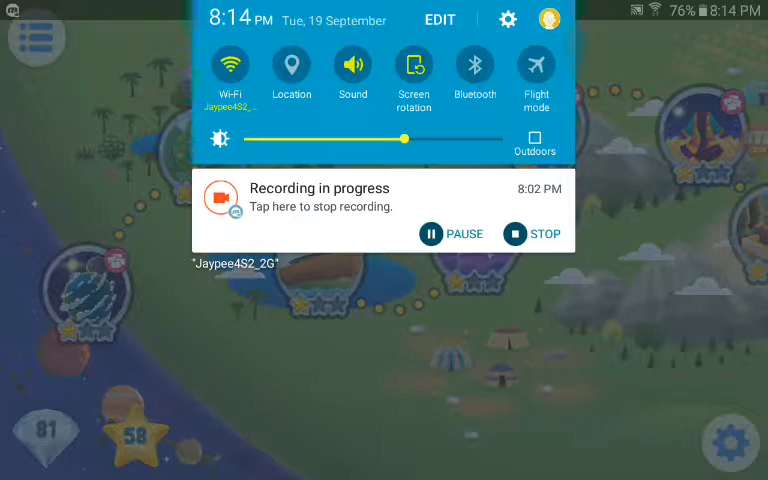 8:14 PM Tue, 19 September EDIT
76% 8:14 PM
Wi-Fi
Jaypee4S2_...
Location
Sound
Screen
rotation
Bluetooth
Flight
mode
Outdoors
Recording in progress 8:02 PM
Tap here to stop recording.
PAUSE STOP
"Jaypee4S2_2G"
81
58